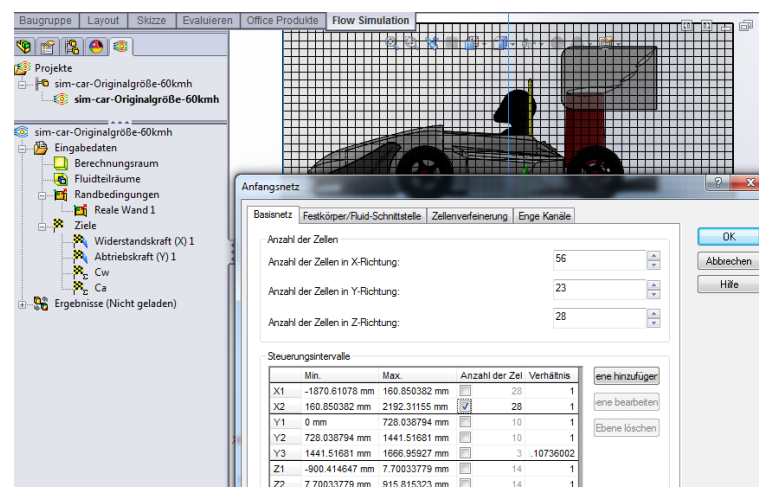 Baugruppe Layout Skizze Evaluieren Office Produkte Flow Simulation
Projekte
sim-car-Originalgröße-60kmh
sim-car-Originalgröße-60kmh
sim-car-Originalgröße-60kmh
Eingabedaten
Berechnungsraum
Fluidteilräume
Randbedingungen
Reale Wand 1
Ziele
Widerstandskraft (X) 1
Abtriebskraft (Y) 1
Cw
Ca
Ergebnisse (Nicht geladen)
Anfangsnetz
Basisnetz Festkörper/Fluid-Schnittstelle Zellenverfeinerung Enge Kanäle
Anzahl der Zellen
Anzahl der Zellen in X-Richtung: 56
Anzahl der Zellen in Y-Richtung: 23
Anzahl der Zellen in Z-Richtung: 28
OK
Abbrechen
Hilfe
Steuerungsintervalle
Min. Max. Anzahl der Zel Verhältnis
X1 -1870.61078 mm 160.850382 mm 28 1
X2 160.850382 mm 2192.31155 mm 28 1
Y1 0 mm 728.038794 mm 10 1
Y2 728.038794 mm 1441.51681 mm 10 1
Y3 1441.51681 mm 1666.95927 mm 3 .10736002
Z1 -900.414647 mm 7.70033779 mm 14 1
Z2 7.70033779 mm 915.815323 mm 14 1
ene hinzufügen
ene bearbeiten
Ebene löschen